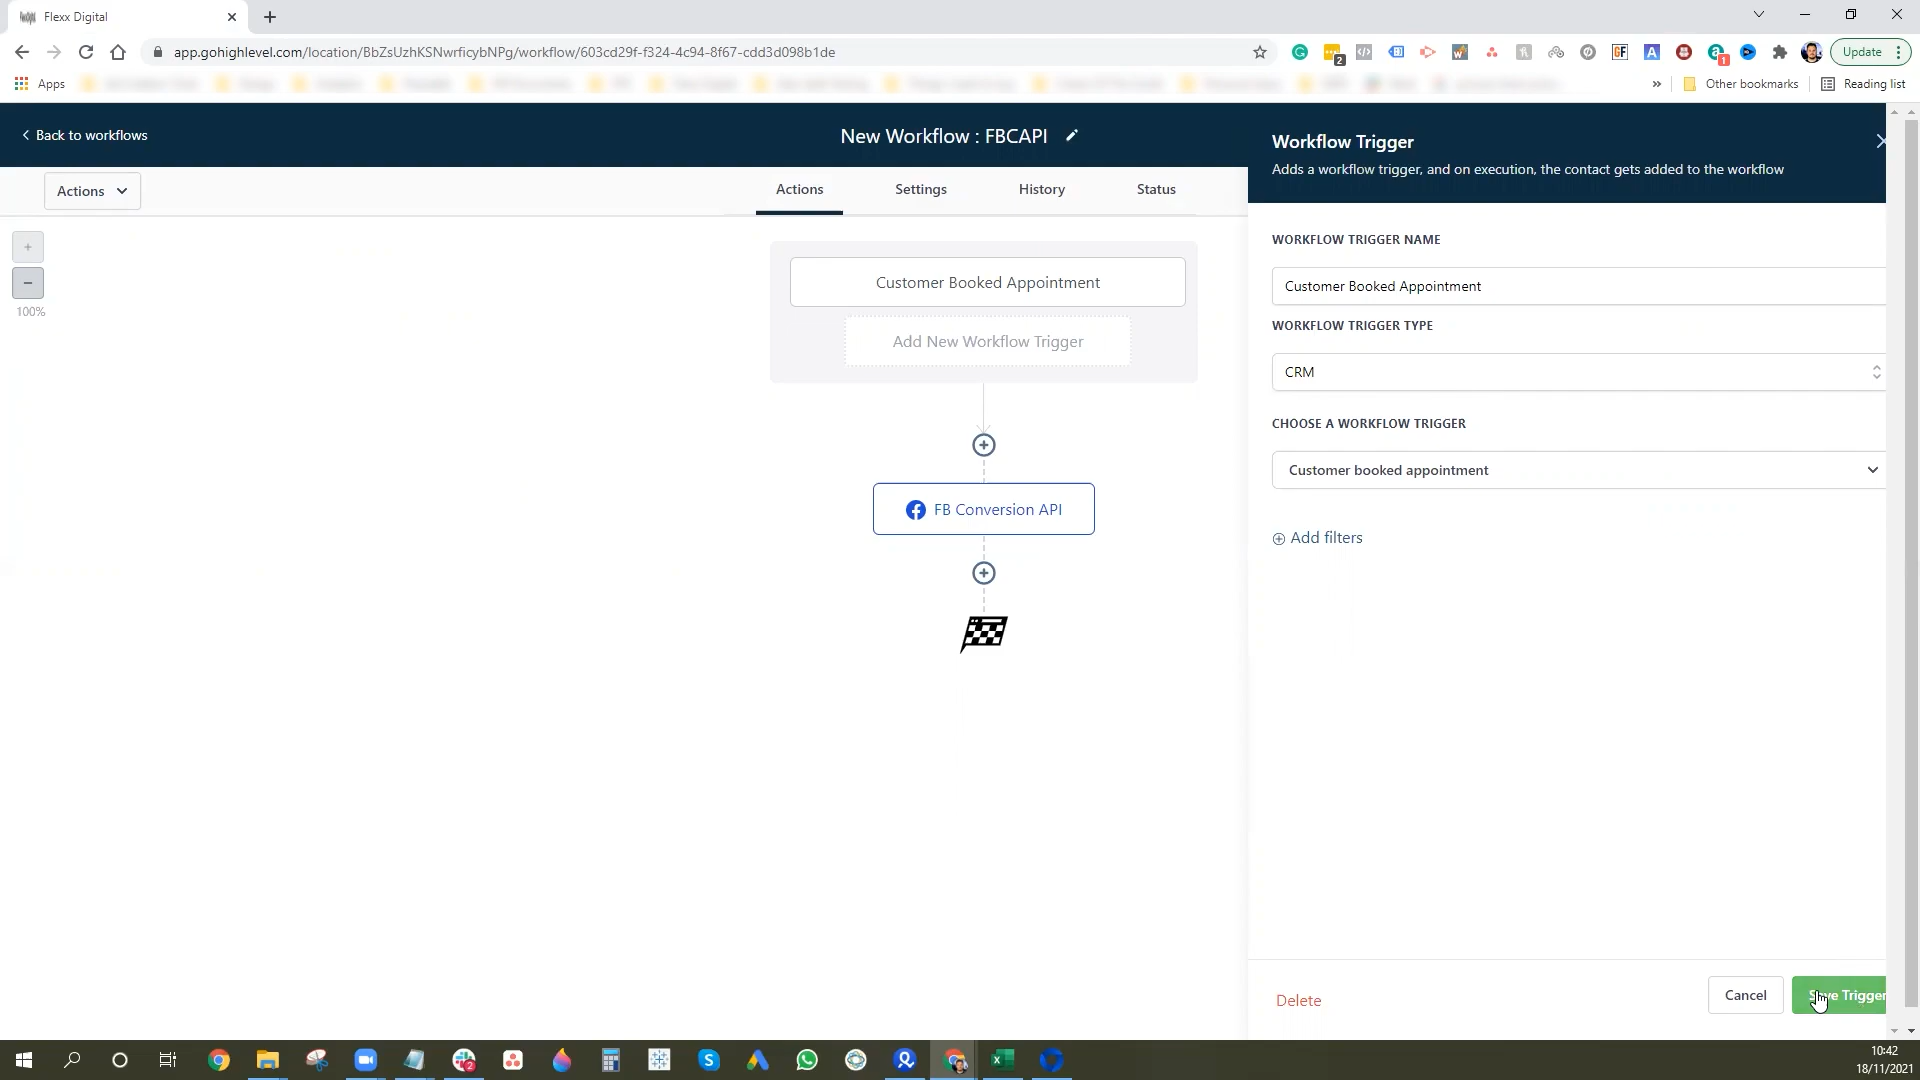 Flexx Digital
app.gohighlevel.com/location/BbZsUzhKSNwrficybNPg/workflow/603cd29f-f324-4c94-8f67-cdd3d098b1de
2
1
Update
Apps
Other bookmarks
Reading list
Back to workflows
New Workflow : FBCAPI
Workflow Trigger
Adds a workflow trigger, and on execution, the contact gets added to the workflow
Actions
Actions
Settings
History
Status
100%
Customer Booked Appointment
Add New Workflow Trigger
FB Conversion API
WORKFLOW TRIGGER NAME
Customer Booked Appointment
WORKFLOW TRIGGER TYPE
CRM
CHOOSE A WORKFLOW TRIGGER
Customer booked appointment
Add filters
Delete
Cancel
Trigger
10:42
18/11/2021